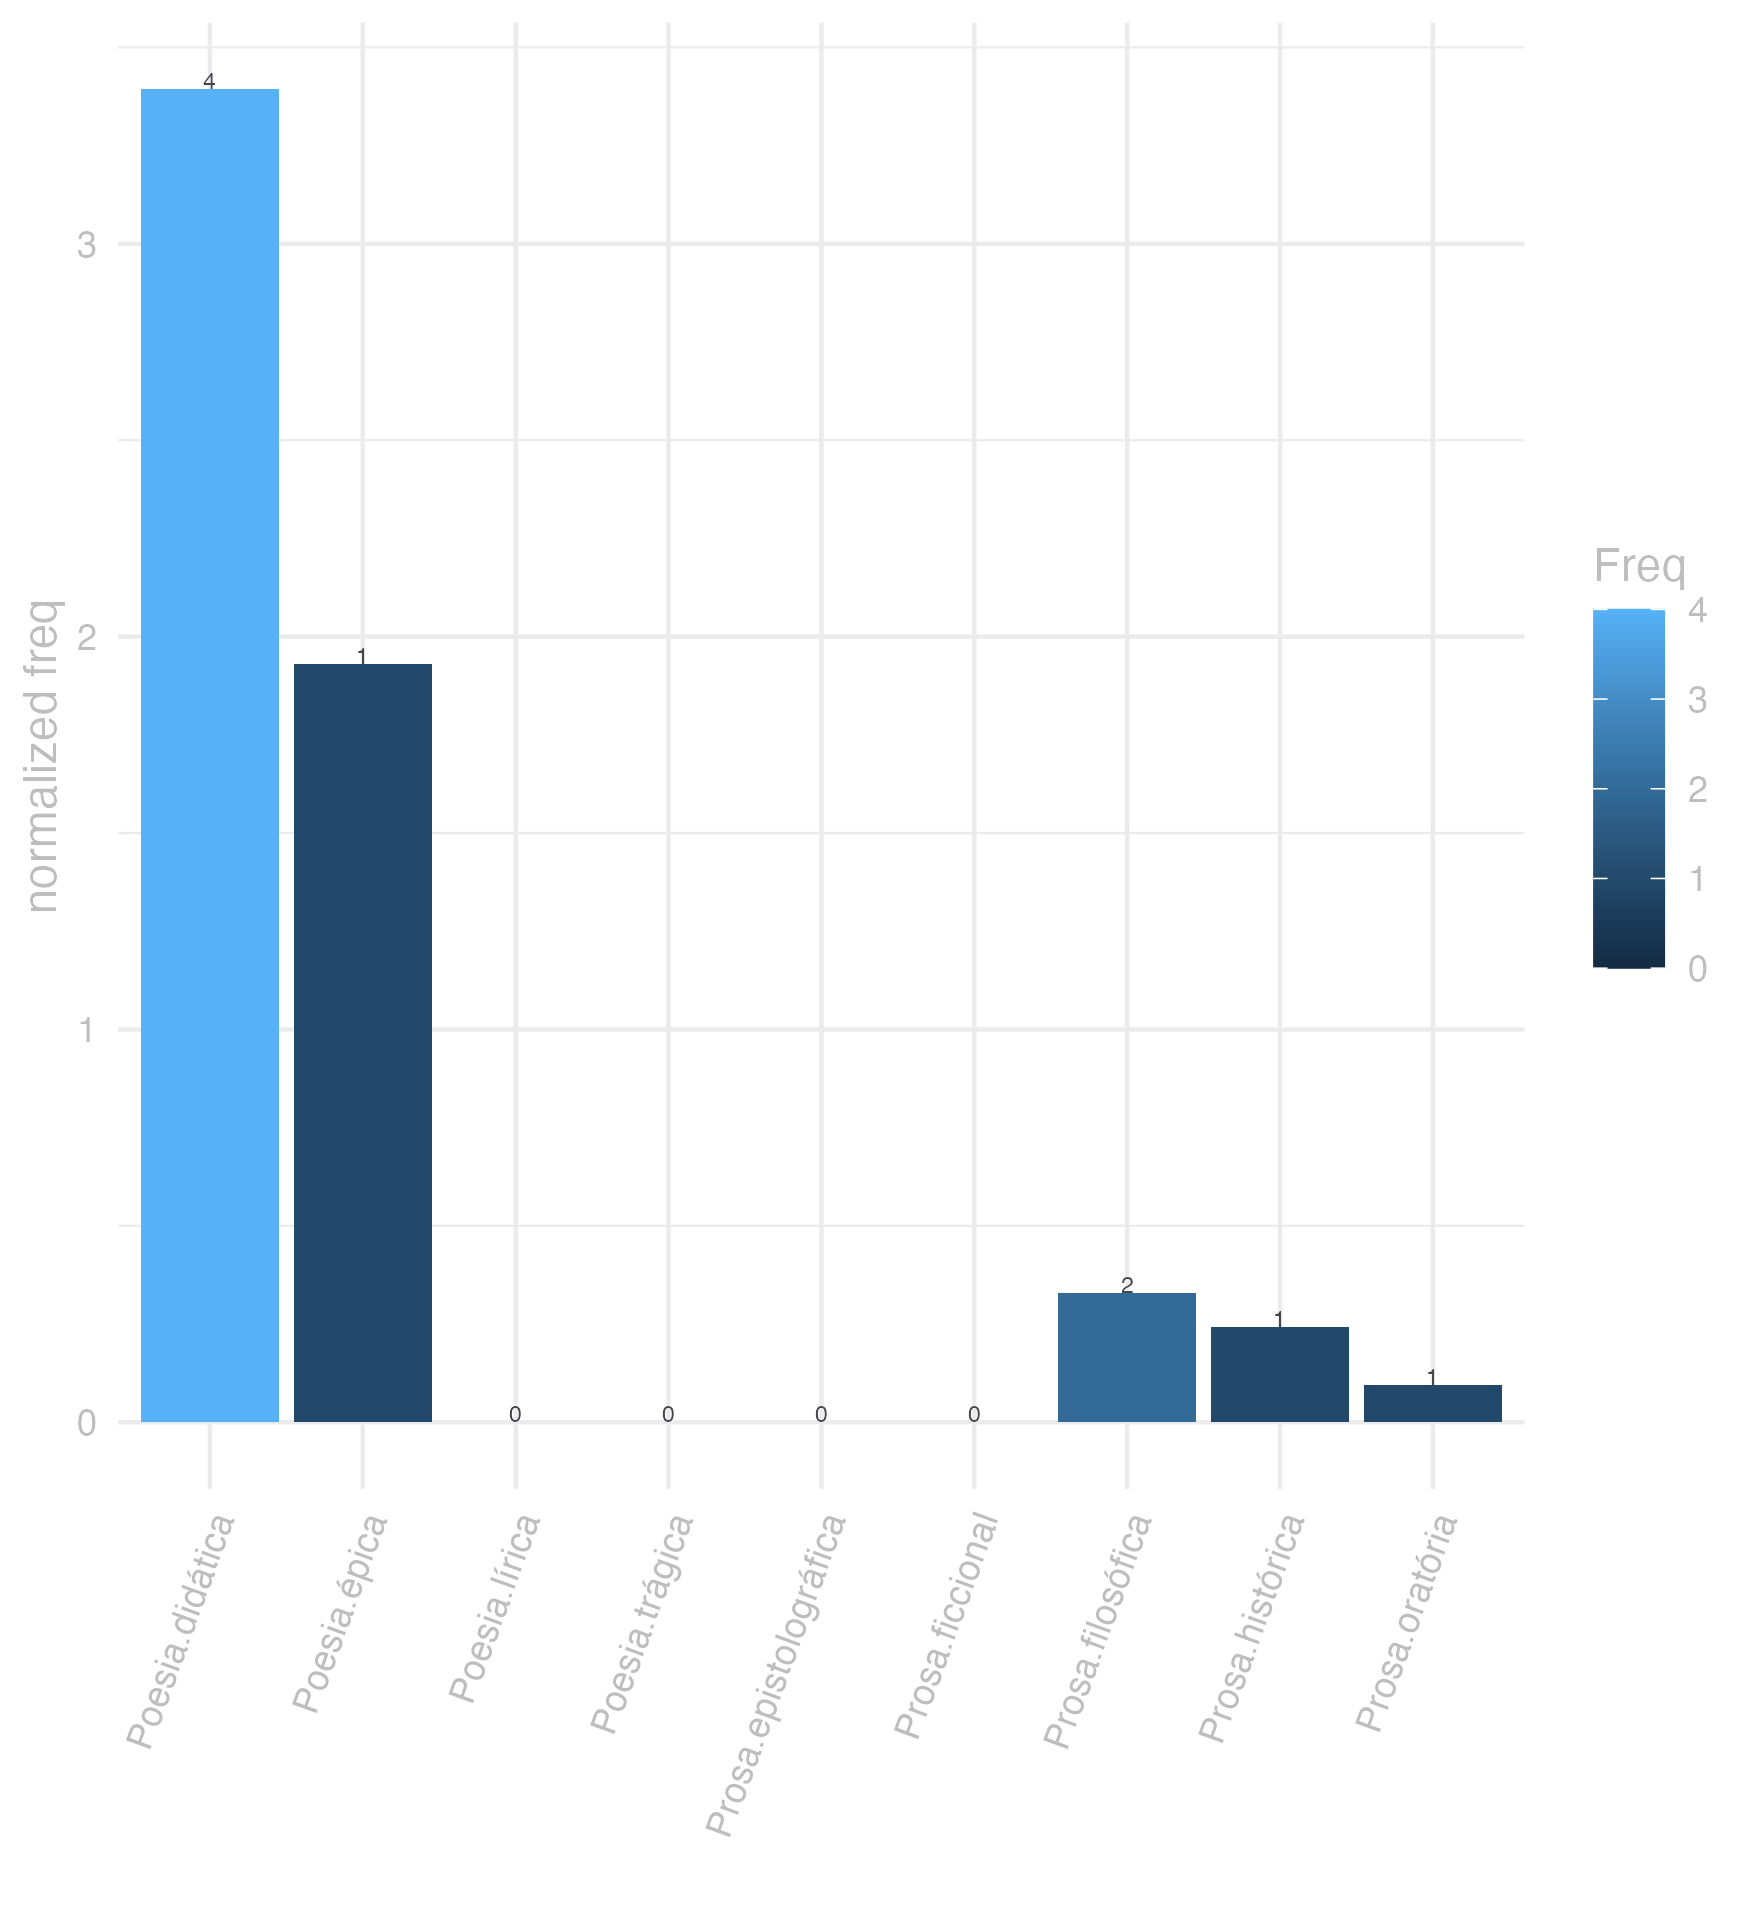 4
1
0
0
0
0
2
1
1
3
2
1
0
normalized freq
Poesia.didática
Poesia.épica
Poesia.lírica
Poesia.trágica
Prosa.epistolográfica
Prosa.ficcional
Prosa.filosófica
Prosa.histórica
Prosa.oratória
Freq
4
3
2
1
0